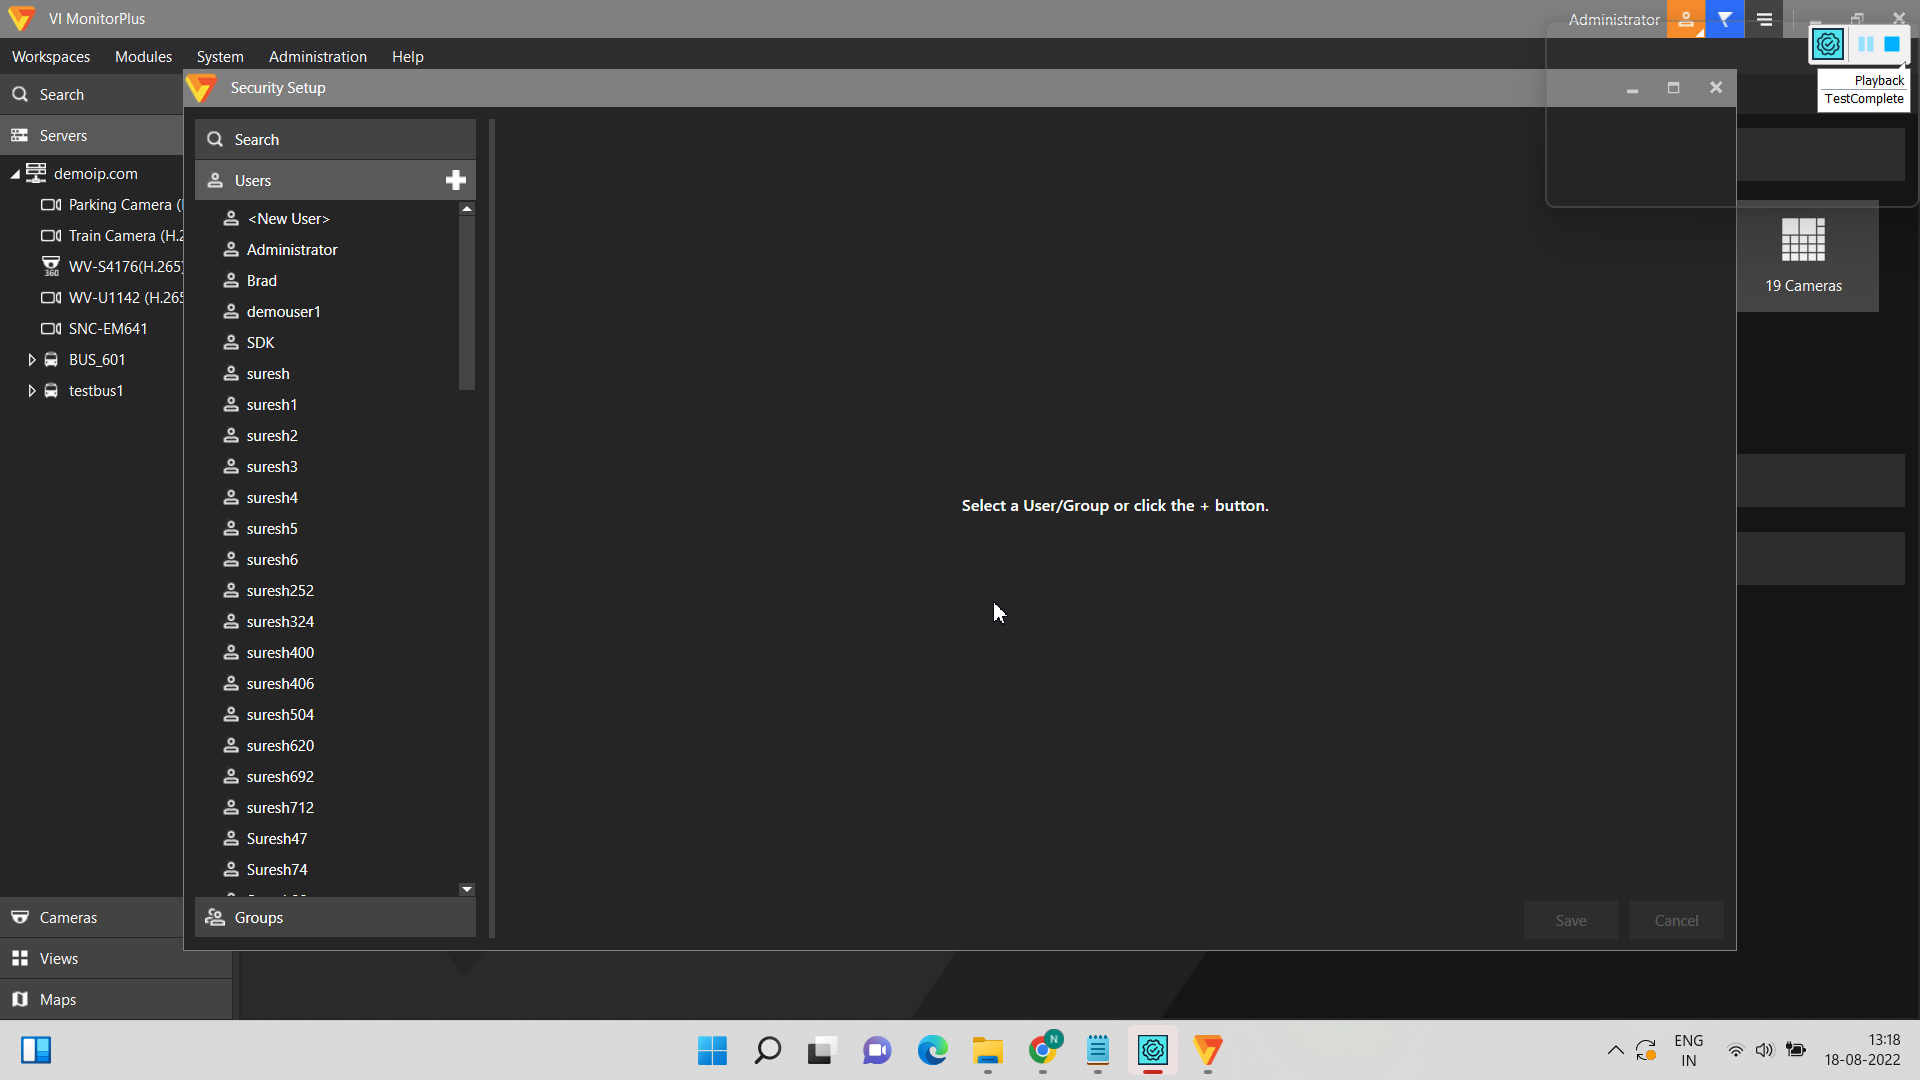 VI MonitorPlus
Administrator
Workspaces Modules System Administration Help
Playback
TestComplete
Search
Servers
demoip.com
Parking Camera (
Train Camera (H.2
360
WV-S4176(H.265)
WV-U1142 (H.265
SNC-EM641
BUS_601
testbus1
Cameras
Views
Maps
Security Setup
Search
Users
<New User>
Administrator
Brad
demouser1
SDK
suresh
suresh1
suresh2
suresh3
suresh4
suresh5
suresh6
suresh252
suresh324
suresh400
suresh406
suresh504
suresh620
suresh692
suresh712
Suresh47
Suresh74
Groups
Select a User/Group or click the + button.
Save Cancel
19 Cameras
N
ENG
IN
13:18
18-08-2022